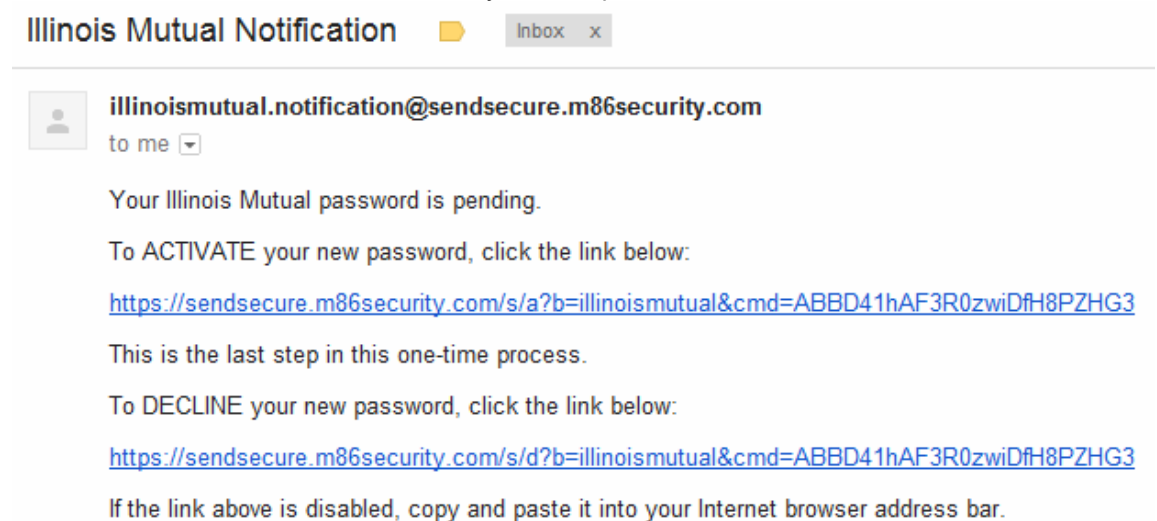 Illinois Mutual Notification Inbox x
illinoismutual.notification@sendsecure.m86security.com
to me
Your Illinois Mutual password is pending.
To ACTIVATE your new password, click the link below:
https://sendsecure.m86security.com/s/a?b=illinoismutual&cmd=ABBD41hAF3R0zwiDfH8PZHG3
This is the last step in this one-time process.
To DECLINE your new password, click the link below:
https://sendsecure.m86security.com/s/d?b=illinoismutual&cmd=ABBD41hAF3R0zwiDfH8PZHG3
If the link above is disabled, copy and paste it into your Internet browser address bar.